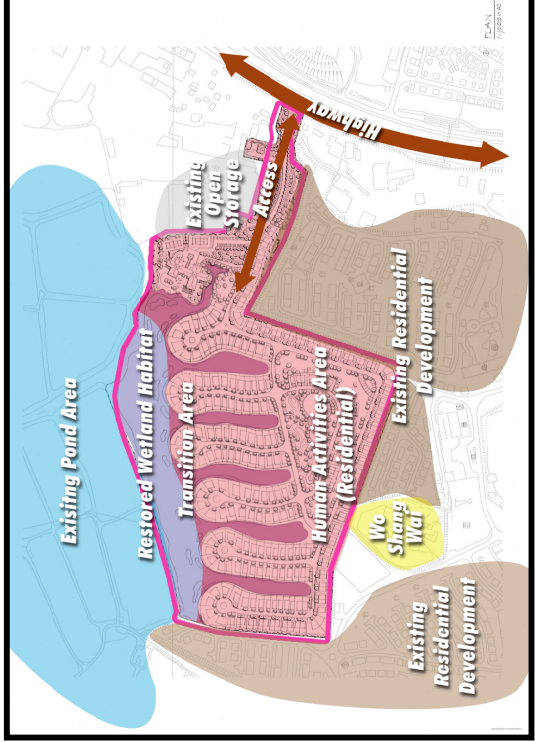 PLAN
Highway
Existing
Open
Storage
Access
Exisitng Pond Area
Restored Wetland Habitat
Transition Area
Human Activities Area
(Residential)
Existing Residential
Development
Wo
Shang
Wai
Existing
Residential
Development